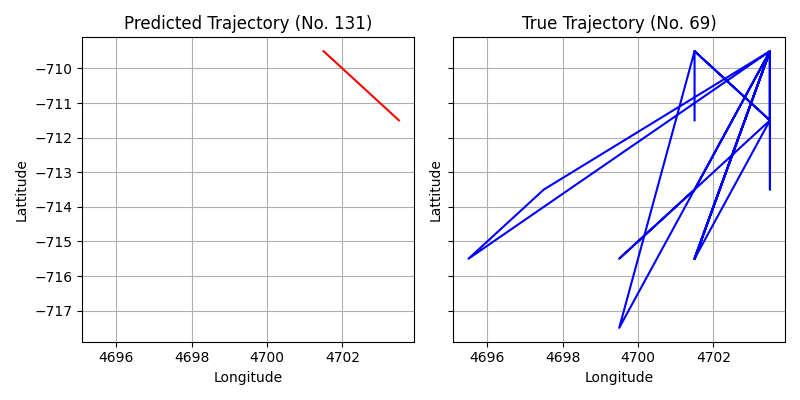 Predicted Trajectory (No. 131)
True Trajectory (No. 69)
Lattitude
−710
−711
−712
−713
−714
−715
−716
−717
4696
4698
4700
4702
Longitude
Lattitude
4696
4698
4700
4702
Longitude